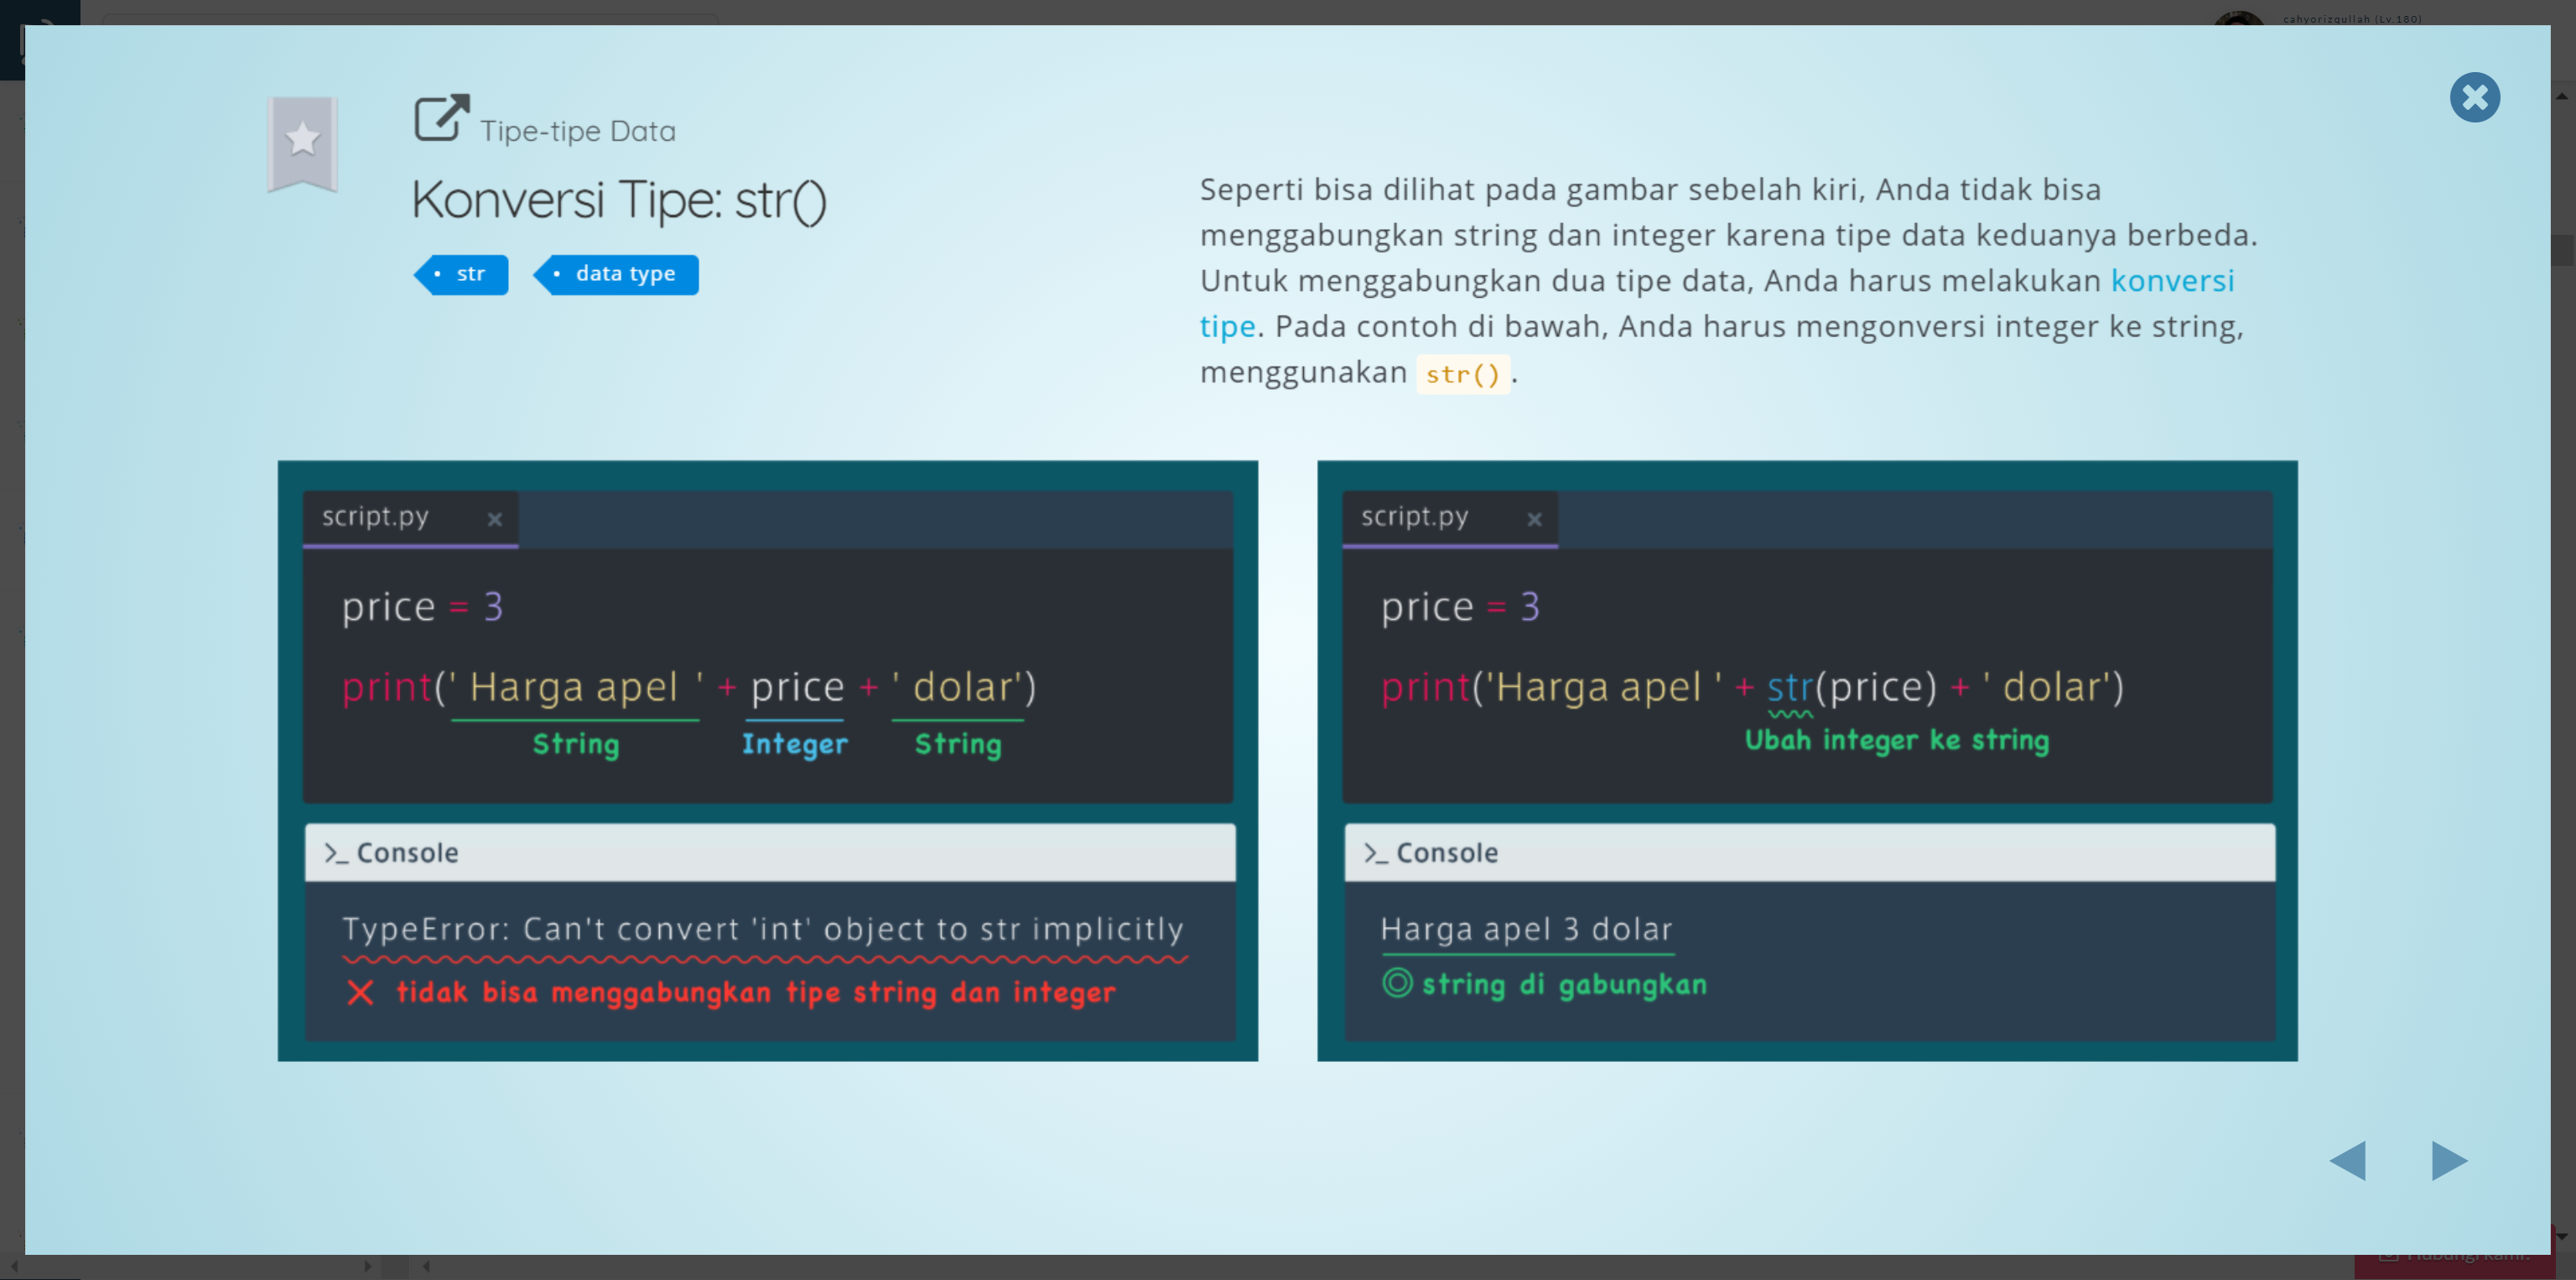 cahyorizqullah (Lv.180)
Tipe-tipe Data
Konversi Tipe: str()
str
data type
Seperti bisa dilihat pada gambar sebelah kiri, Anda tidak bisa
menggabungkan string dan integer karena tipe data keduanya berbeda.
Untuk menggabungkan dua tipe data, Anda harus melakukan konversi
tipe. Pada contoh di bawah, Anda harus mengonversi integer ke string,
menggunakan str().
script.py
price = 3
print(' Harga apel ' + price + ' dolar')
String Integer String
>_ Console
TypeError: Can't convert 'int' object to str implicitly
tidak bisa menggabungkan tipe string dan integer
script.py
price = 3
print('Harga apel ' + str(price) + ' dolar')
Ubah integer ke string
>_ Console
Harga apel 3 dolar
string di gabungkan